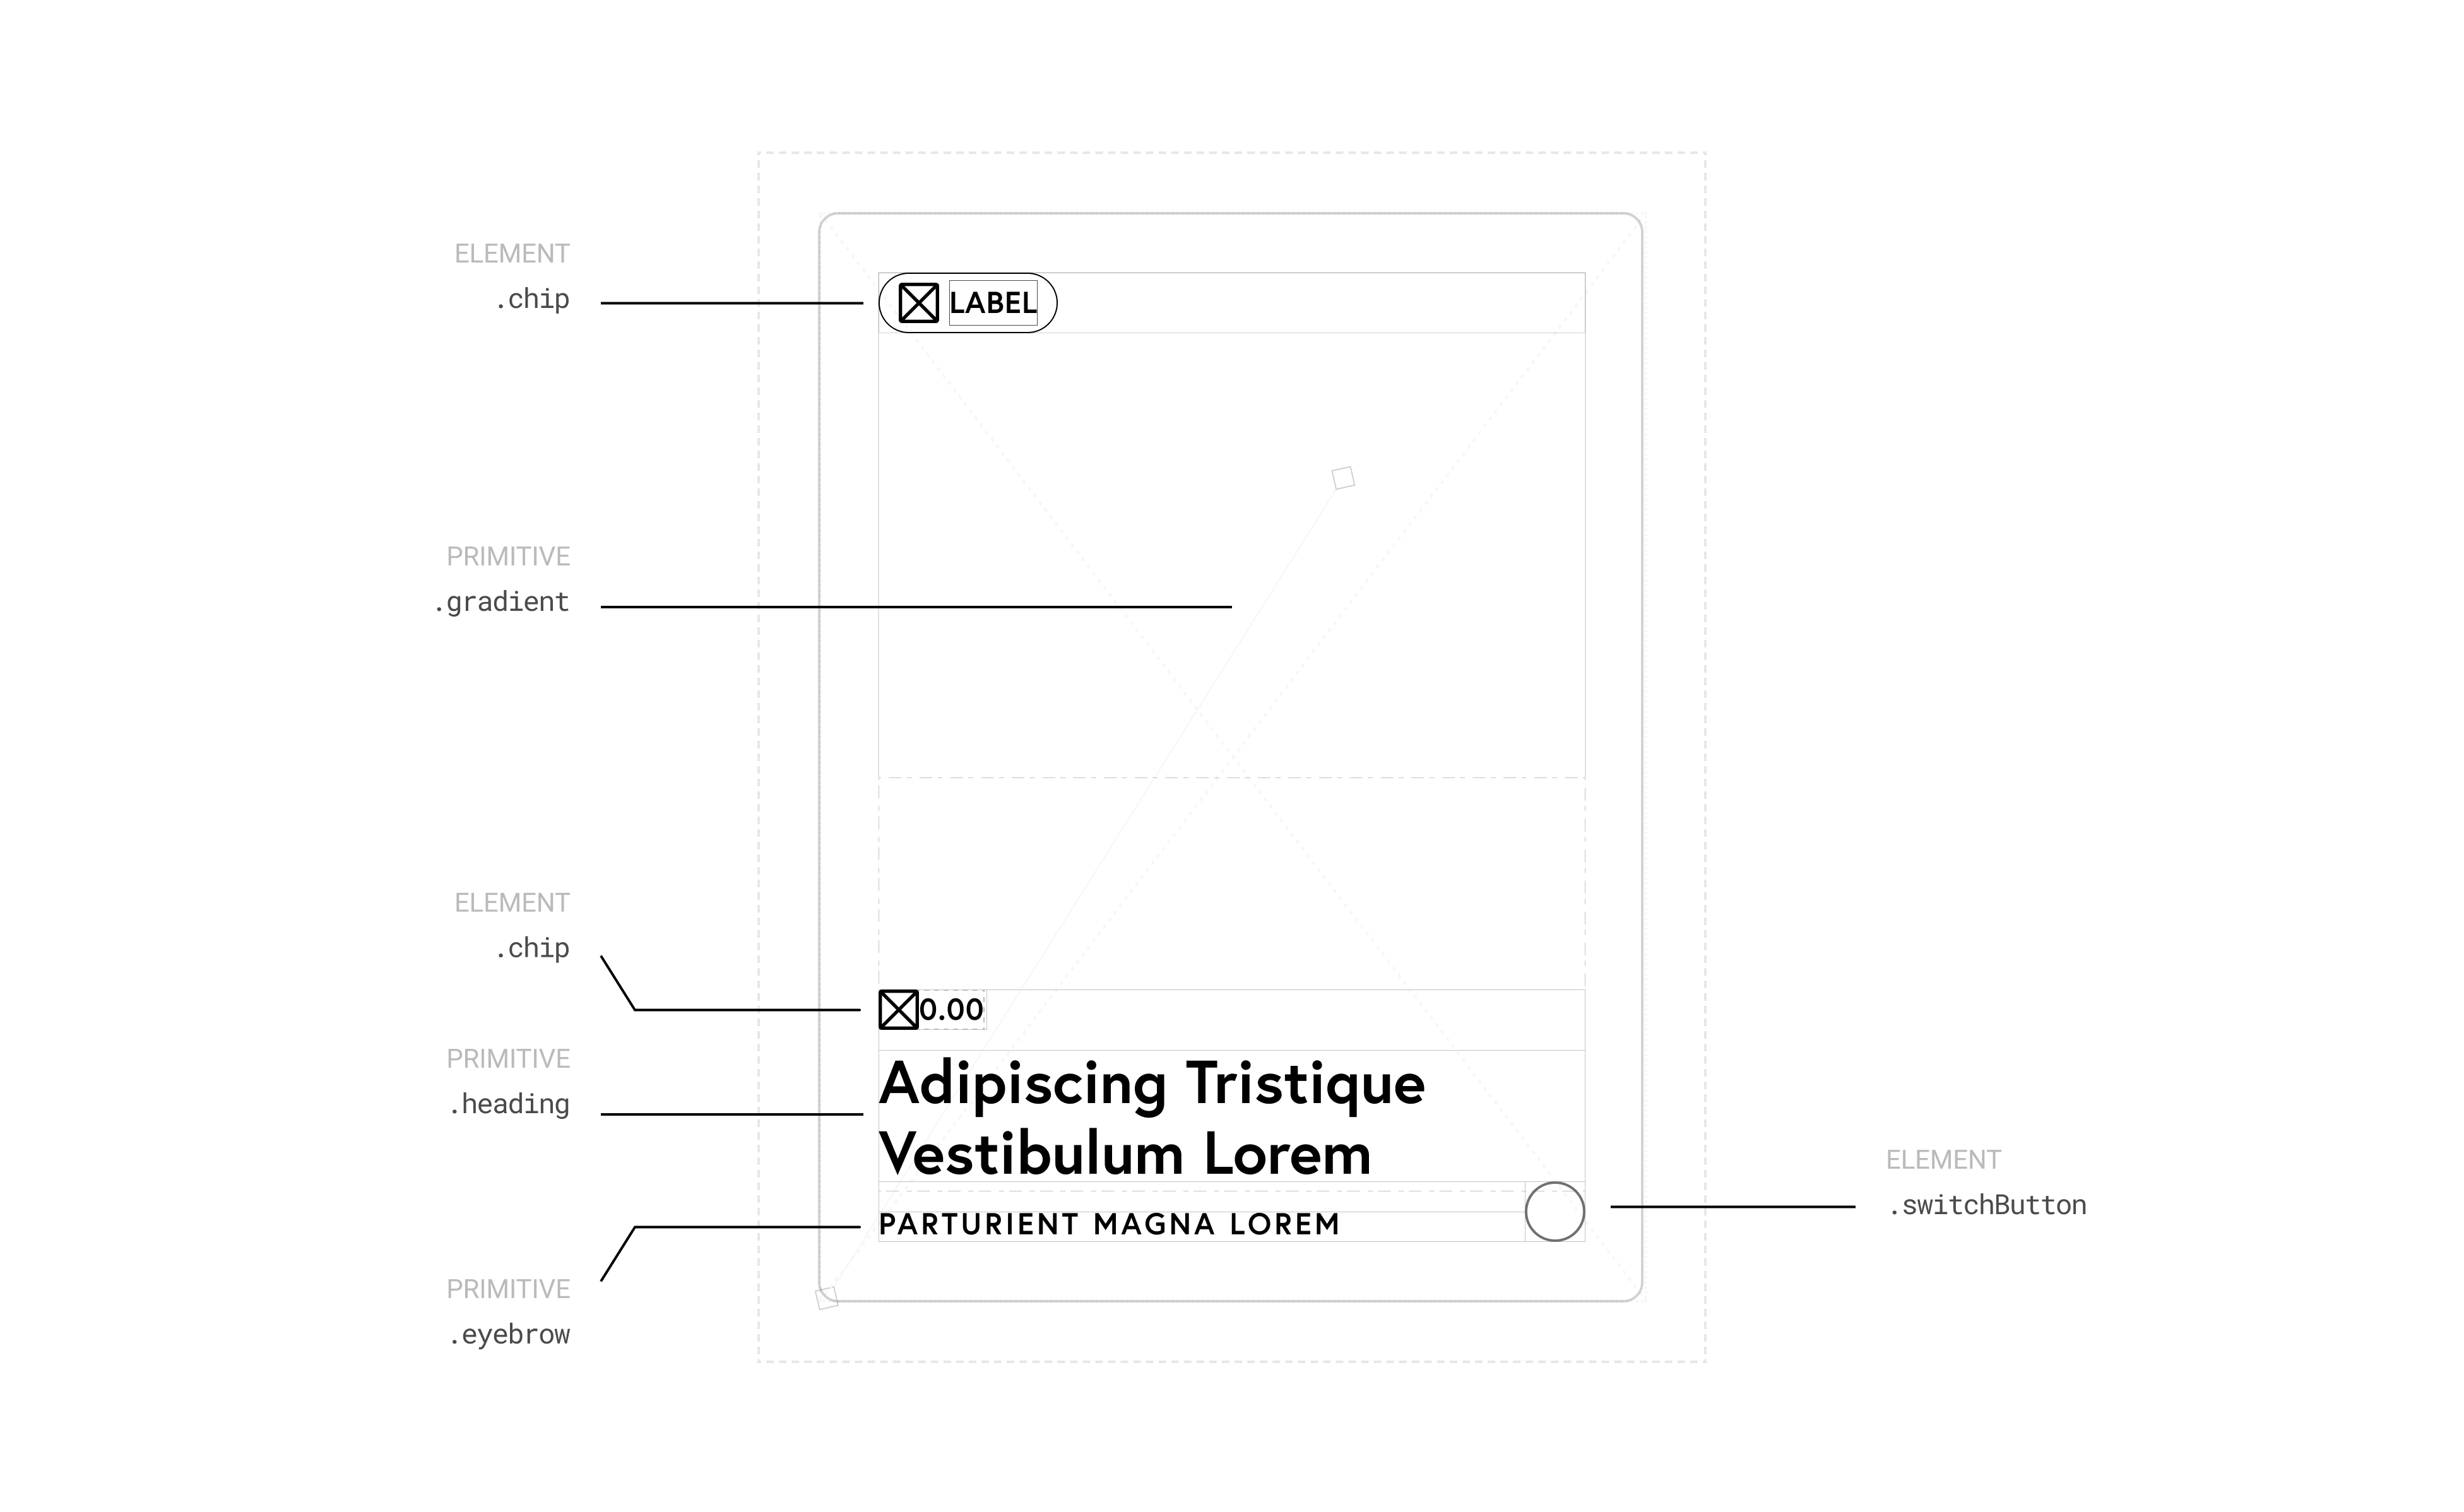 ELEMENT
.chip
LABEL
PRIMITIVE
.gradient
ELEMENT
.chip
0.00
PRIMITIVE
.heading
Adipiscing Tristique
Vestibulum Lorem
ELEMENT
.switchButton
PARTURIENT MAGNA LOREM
PRIMITIVE
.eyebrow